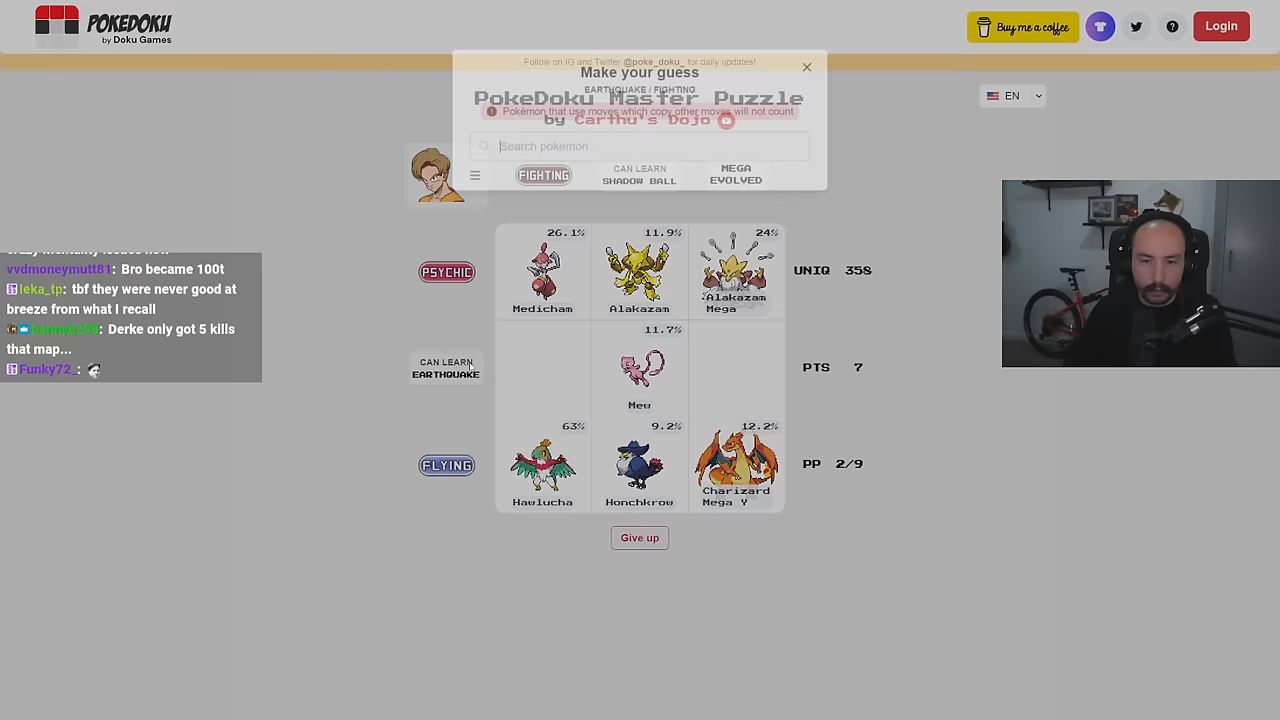 POKEDOKU
by Doku Games
Buy me a coffee
Login
Follow on IG and Twitter @poke_doku_ for daily updates!
Make your guess
EARTHQUAKE / FIGHTING
PokeDoku Master Puzzle
Pokémon that use moves which copy other moves will not count
by Carthu's Dojo
Search pokemon...
EN
FIGHTING
CAN LEARN
SHADOW BALL
MEGA
EVOLVED
PSYCHIC
26.1%
Medicham
11.9%
Alakazam
24%
Alakazam
Mega
UNIQ 358
CAN LEARN
EARTHQUAKE
11.7%
Mew
PTS 7
FLYING
63%
Hawlucha
9.2%
Honchkrow
12.2%
Charizard
Mega Y
PP 2/9
Give up
vvdmoneymutt81: Bro became 100t
leka_tp: tbf they were never good at
breeze from what I recall
Derke only got 5 kills
that map...
Funky72_: